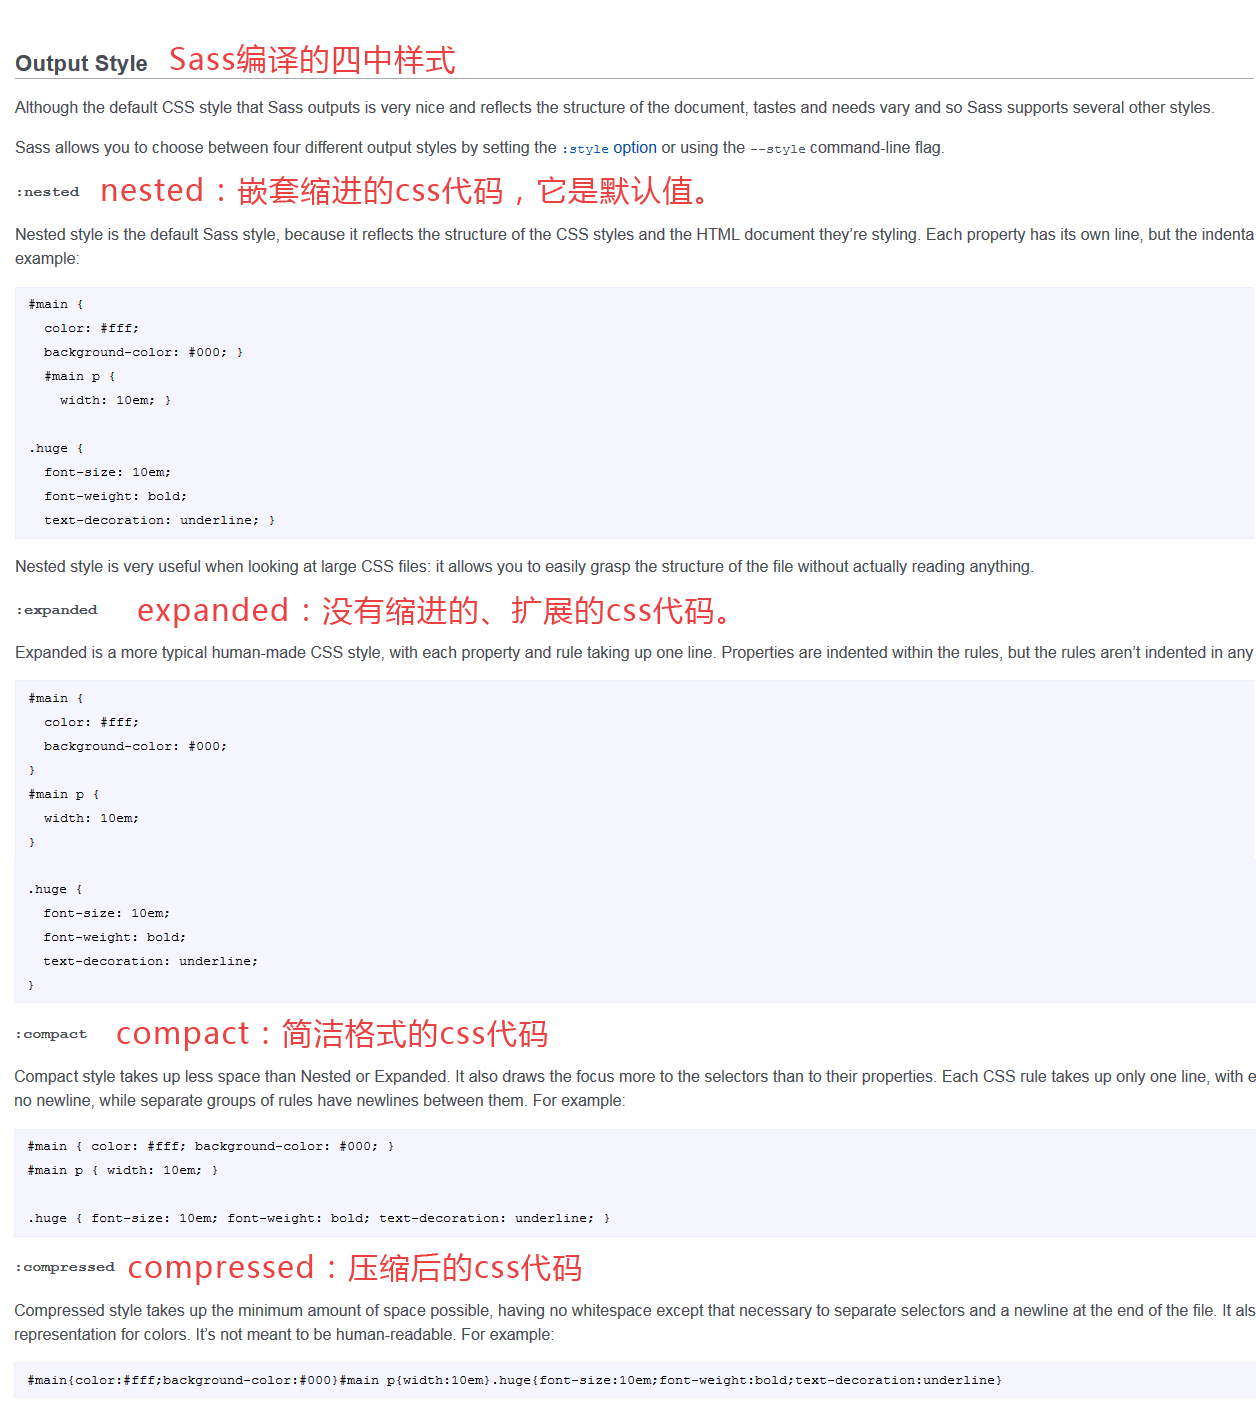 Output Style Sass编译的四中样式
Although the default CSS style that Sass outputs is very nice and reflects the structure of the document, tastes and needs vary and so Sass supports several other styles.
Sass allows you to choose between four different output styles by setting the :style option or using the --style command-line flag.
:nested nested：嵌套缩进的css代码，它是默认值。
Nested style is the default Sass style, because it reflects the structure of the CSS styles and the HTML document they’re styling. Each property has its own line, but the indenta
example:
#main {
  color: #fff;
  background-color: #000; }
  #main p {
    width: 10em; }
.huge {
  font-size: 10em;
  font-weight: bold;
  text-decoration: underline; }
Nested style is very useful when looking at large CSS files: it allows you to easily grasp the structure of the file without actually reading anything.
:expanded expanded：没有缩进的、扩展的css代码。
Expanded is a more typical human-made CSS style, with each property and rule taking up one line. Properties are indented within the rules, but the rules aren’t indented in any
#main {
  color: #fff;
  background-color: #000;
}
#main p {
  width: 10em;
}
.huge {
  font-size: 10em;
  font-weight: bold;
  text-decoration: underline;
}
:compact compact：简洁格式的css代码
Compact style takes up less space than Nested or Expanded. It also draws the focus more to the selectors than to their properties. Each CSS rule takes up only one line, with e
no newline, while separate groups of rules have newlines between them. For example:
#main { color: #fff; background-color: #000; }
#main p { width: 10em; }
.huge { font-size: 10em; font-weight: bold; text-decoration: underline; }
:compressed compressed：压缩后的css代码
Compressed style takes up the minimum amount of space possible, having no whitespace except that necessary to separate selectors and a newline at the end of the file. It als
representation for colors. It’s not meant to be human-readable. For example:
#main{color:#fff;background-color:#000}#main p{width:10em}.huge{font-size:10em;font-weight:bold;text-decoration:underline}